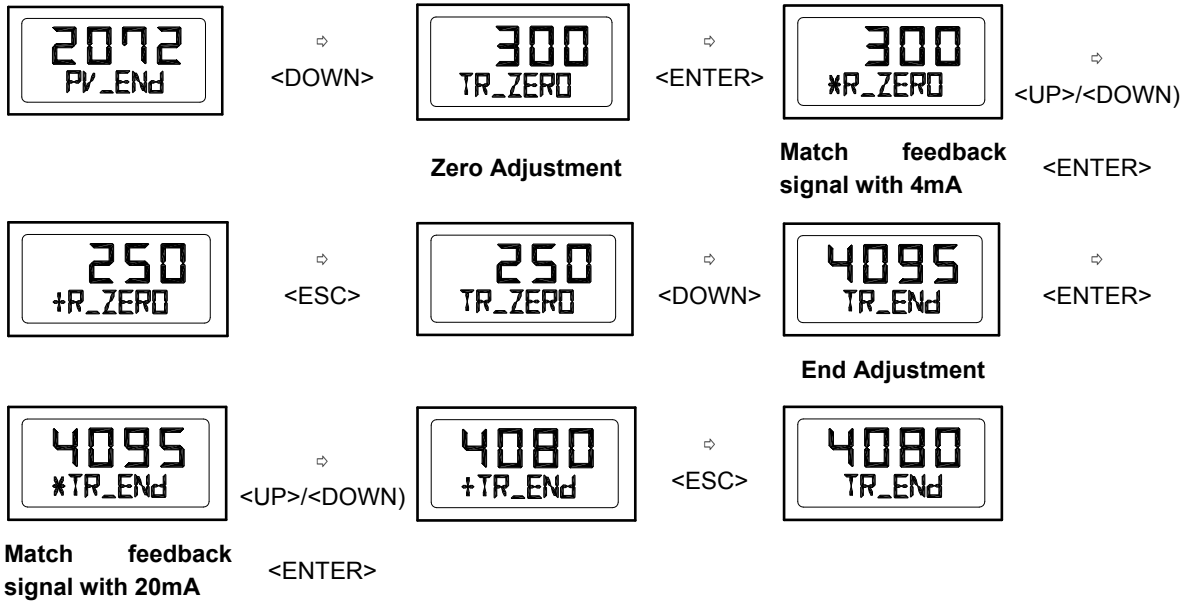 2072
PV_ENd
⇨
<DOWN>
300
TR_ZERO
Zero Adjustment
⇨
<ENTER>
300
*R_ZERO
Match feedback
signal with 4mA
⇨
<UP>/<DOWN)
<ENTER>
250
+R_ZERO
⇨
<ESC>
250
TR_ZERO
⇨
<DOWN>
4095
TR_ENd
End Adjustment
⇨
<ENTER>
4095
*TR_ENd
Match feedback
signal with 20mA
⇨
<UP>/<DOWN)
<ENTER>
4080
+TR_ENd
⇨
<ESC>
4080
TR_ENd